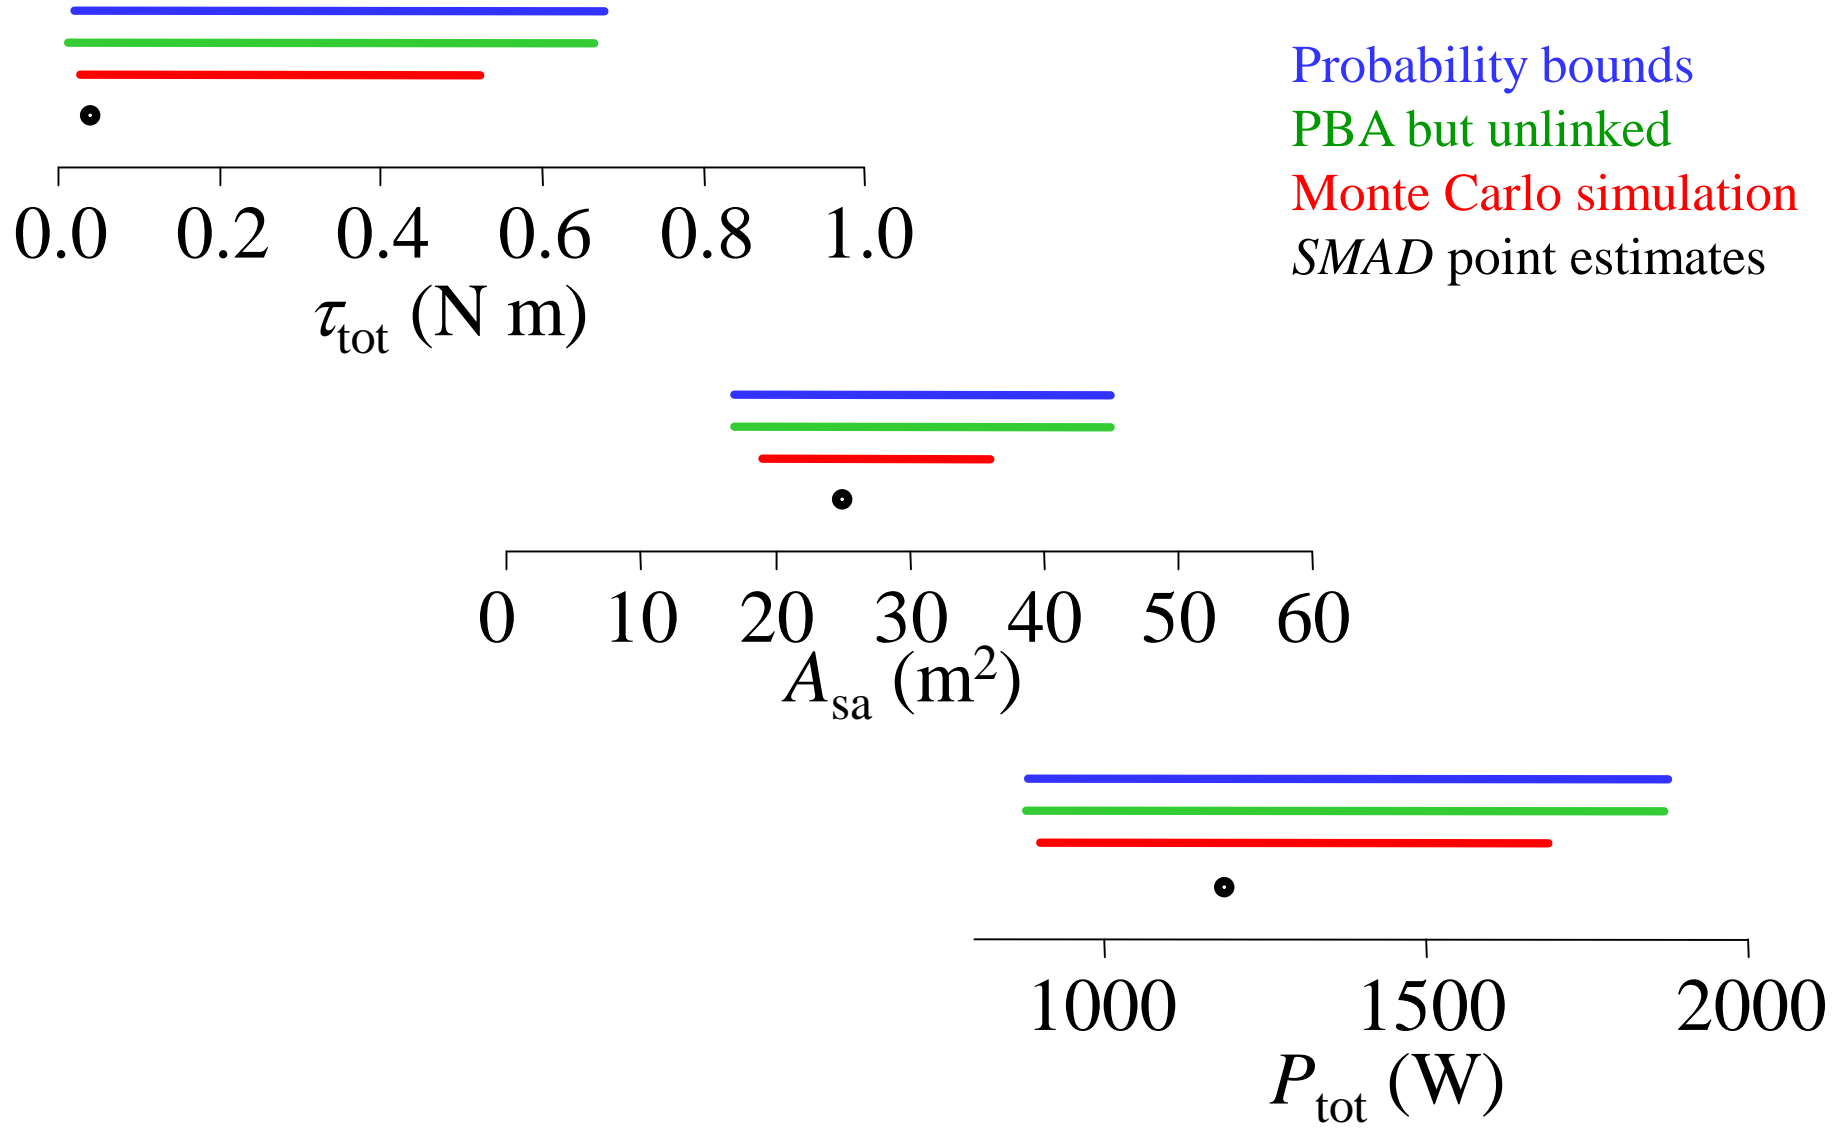 Probability bounds
PBA but unlinked
Monte Carlo simulation
SMAD point estimates
0.0 0.2 0.4 0.6 0.8 1.0
τtot (N m)
0 10 20 30 40 50 60
Asa (m²)
1000 1500 2000
Ptot (W)